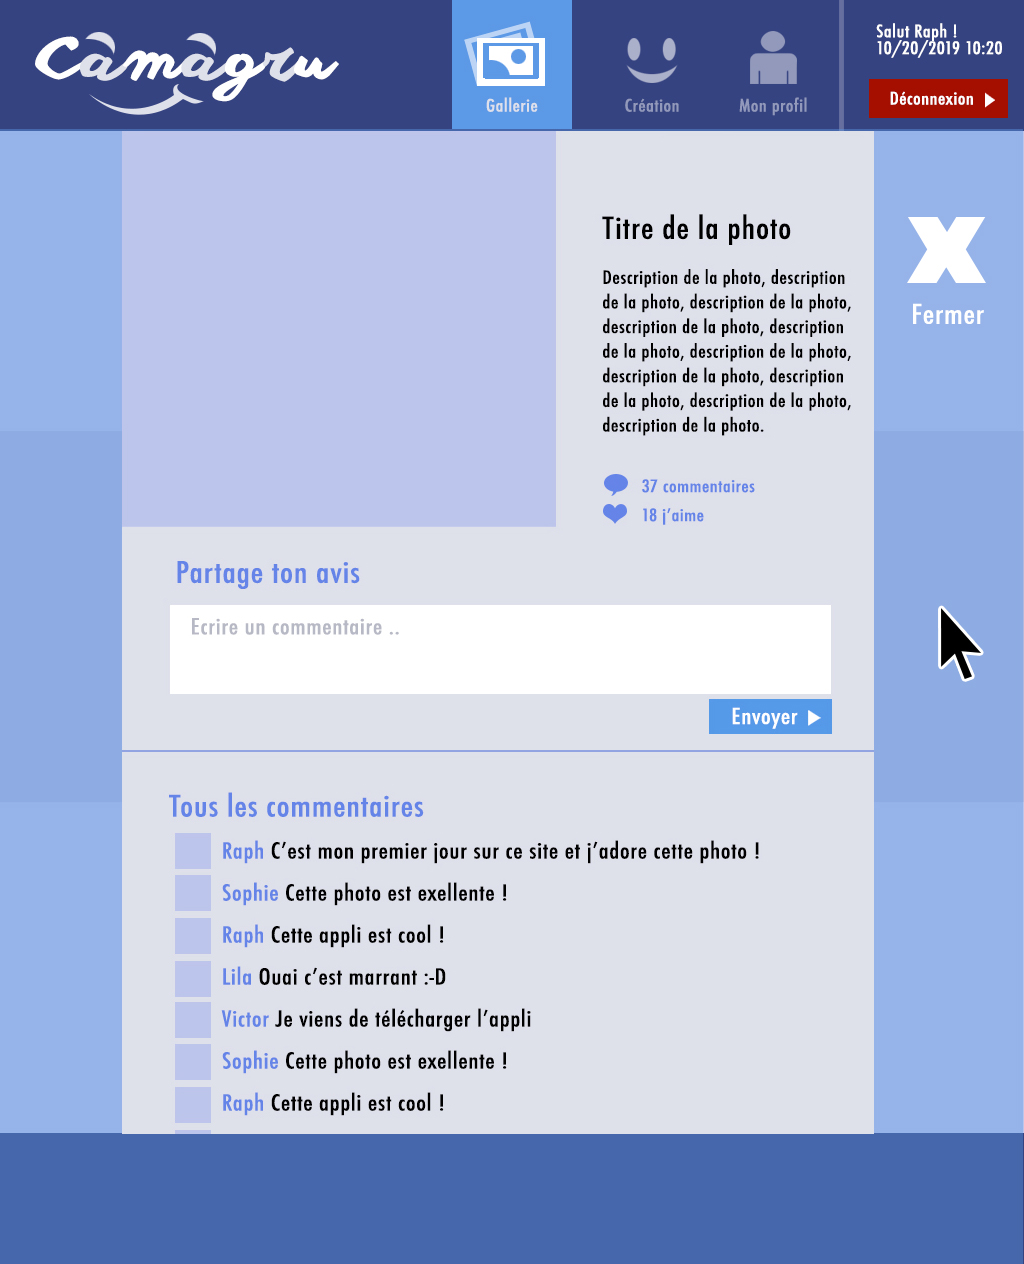 Camagru
Gallerie
Création
Mon profil
Salut Raph !
10/20/2019 10:20
Déconnexion
Titre de la photo
Description de la photo, description
de la photo, description de la photo,
description de la photo, description
de la photo, description de la photo,
description de la photo, description
de la photo, description de la photo,
description de la photo.
X
Fermer
37 commentaires
18 j’aime
Partage ton avis
Ecrire un commentaire ..
Envoyer
Tous les commentaires
Raph C’est mon premier jour sur ce site et j’adore cette photo !
Sophie Cette photo est exellente !
Raph Cette appli est cool !
Lila Ouai c’est marrant :-D
Victor Je viens de télécharger l’appli
Sophie Cette photo est exellente !
Raph Cette appli est cool !